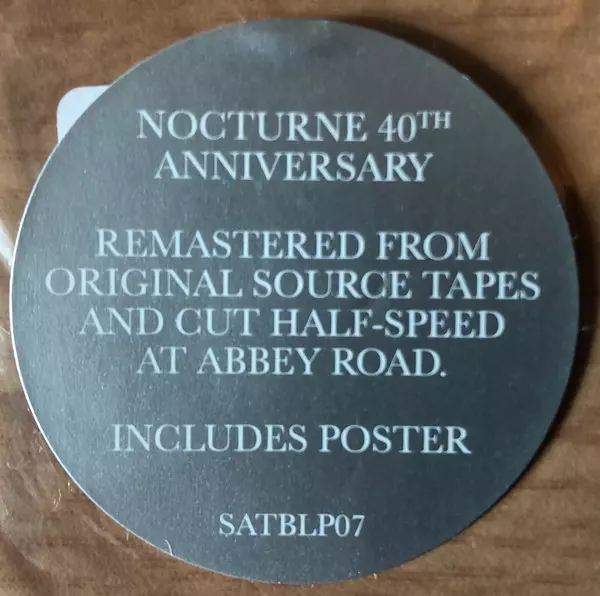 NOCTURNE 40TH
ANNIVERSARY
REMASTERED FROM
ORIGINAL SOURCE TAPES
AND CUT HALF-SPEED
AT ABBEY ROAD.
INCLUDES POSTER
SATBLP07